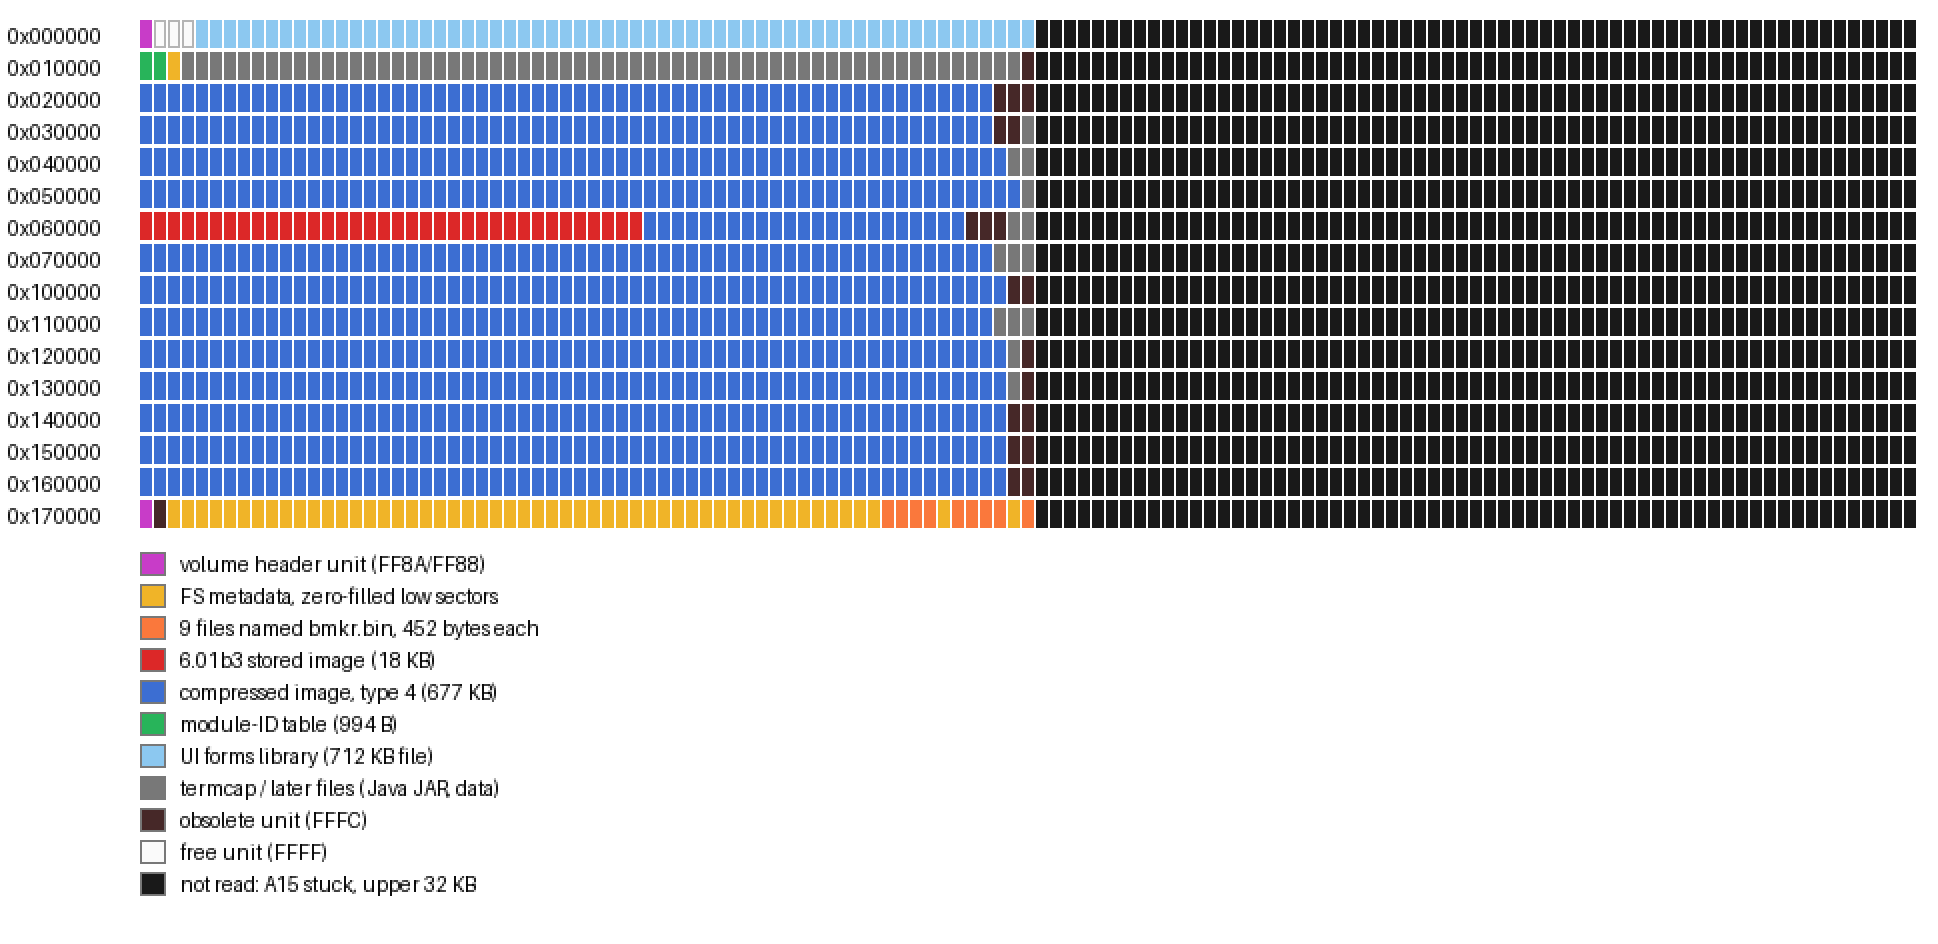 0x000000
0x010000
0x020000
0x030000
0x040000
0x050000
0x060000
0x070000
0x100000
0x110000
0x120000
0x130000
0x140000
0x150000
0x160000
0x170000
volume header unit (FF8A/FF88)
FS metadata, zero-filled low sectors
9 files named bmkr.bin, 452 bytes each
6.01b3 stored image (18 KB)
compressed image, type 4 (677 KB)
module-ID table (994 B)
UI forms library (712 KB file)
termcap / later files (Java JAR, data)
obsolete unit (FFFC)
free unit (FFFF)
not read: A15 stuck, upper 32 KB